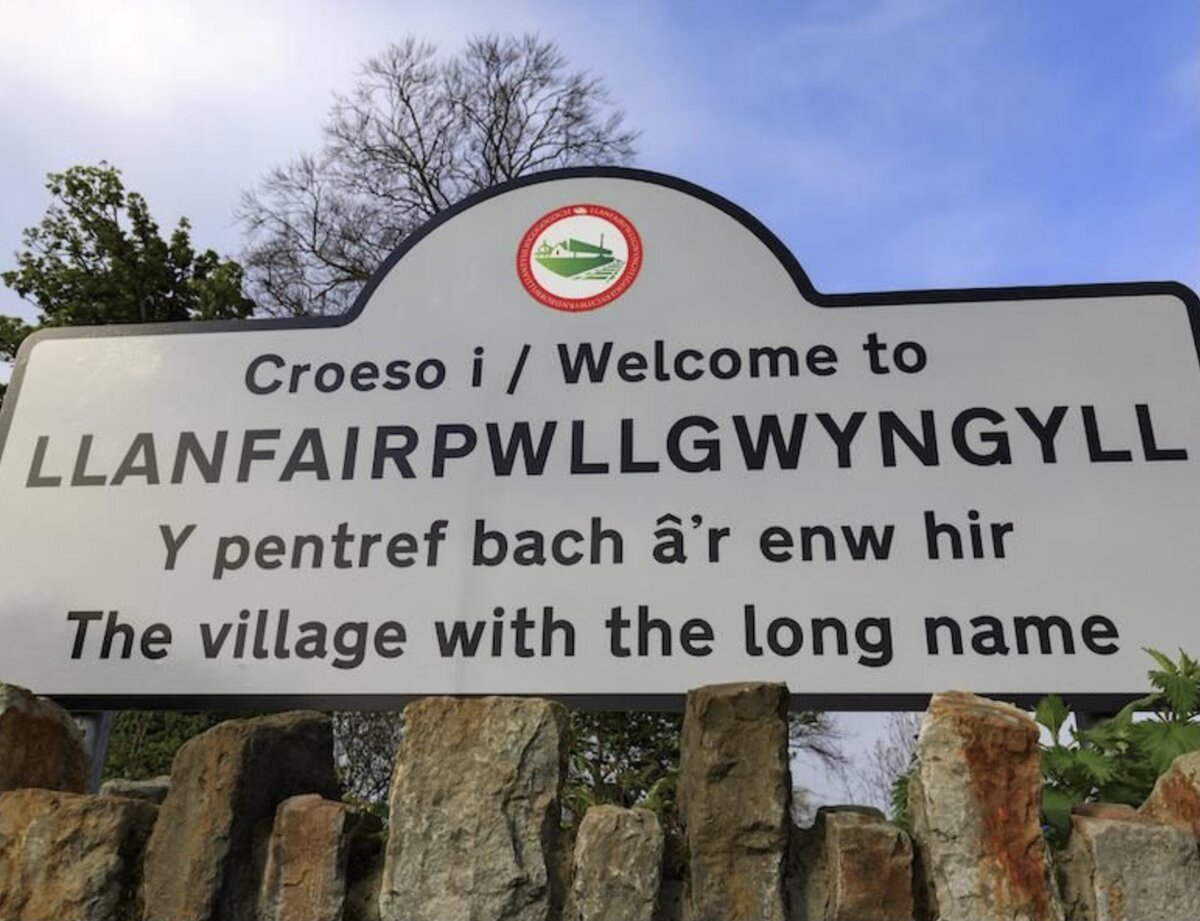 Croeso i / Welcome to
LLANFAIRPWLLGWYNGYLL
Y pentref bach â'r enw hir
The village with the long name